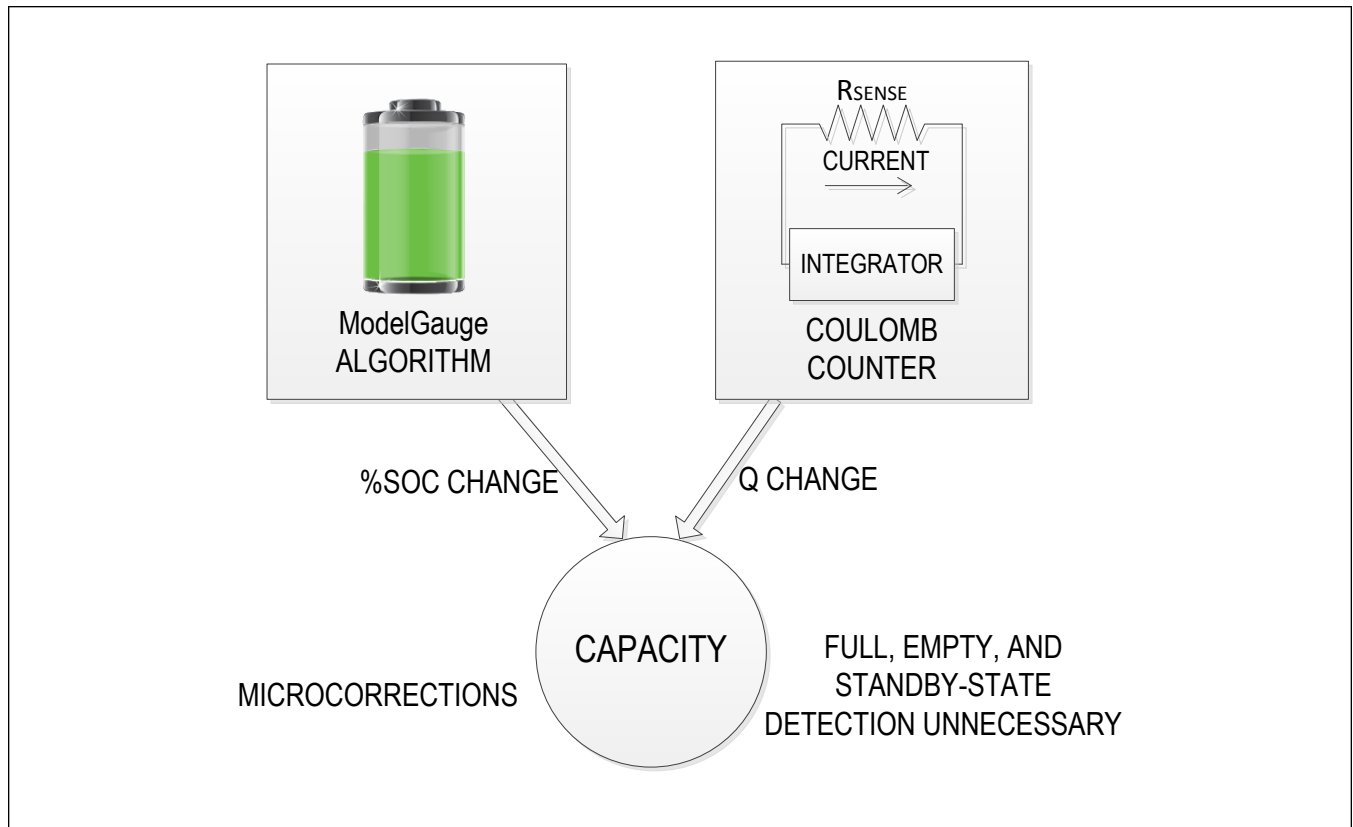 ModelGauge
ALGORITHM
RSENSE
CURRENT
INTEGRATOR
COULOMB
COUNTER
%SOC CHANGE
Q CHANGE
CAPACITY
MICROCORRECTIONS
FULL, EMPTY, AND
STANDBY-STATE
DETECTION UNNECESSARY